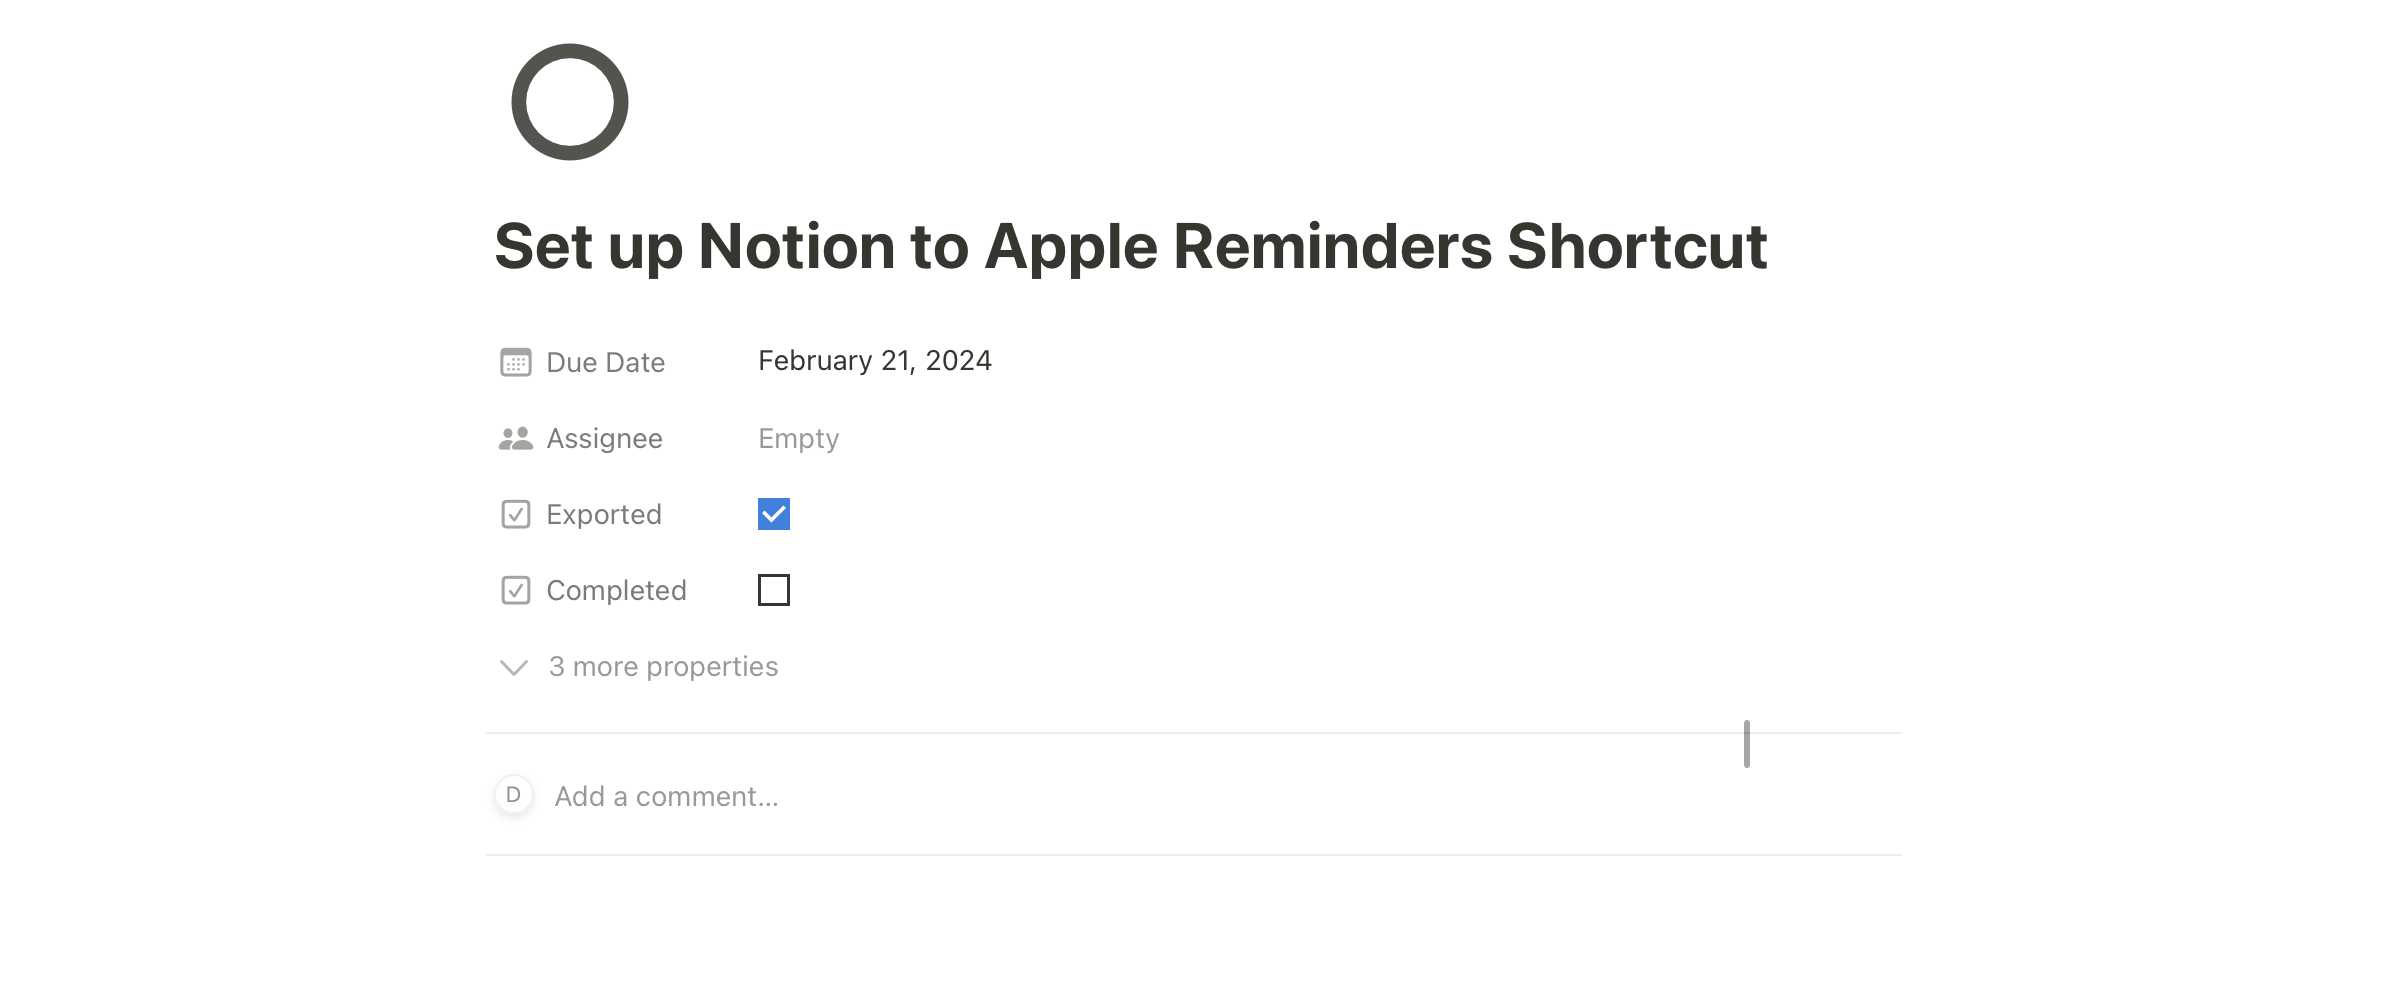 Set up Notion to Apple Reminders Shortcut
Due Date February 21, 2024
Assignee Empty
Exported
Completed
3 more properties
D Add a comment...